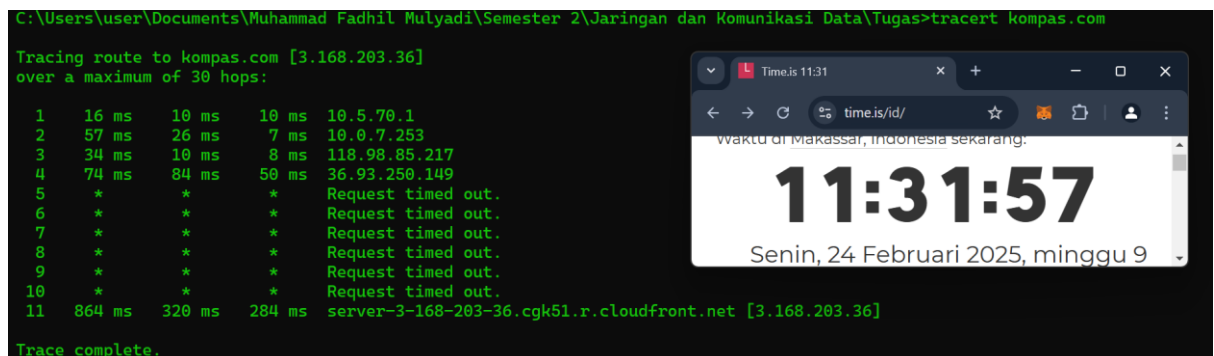 C:\Users\user\Documents\Muhammad Fadhil Mulyadi\Semester 2\Jaringan dan Komunikasi Data\Tugas>tracert kompas.com
Tracing route to kompas.com [3.168.203.36]
over a maximum of 30 hops:
1 16 ms 10 ms 10 ms 10.5.70.1
2 57 ms 26 ms 7 ms 10.0.7.253
3 34 ms 10 ms 8 ms 118.98.85.217
4 74 ms 84 ms 50 ms 36.93.250.149
5 * * * Request timed out.
6 * * * Request timed out.
7 * * * Request timed out.
8 * * * Request timed out.
9 * * * Request timed out.
10 * * * Request timed out.
11 864 ms 320 ms 284 ms server-3-168-203-36.cgk51.r.cloudfront.net [3.168.203.36]
Trace complete.
Time.is 11:31
time.is/id/
Waktu di Makassar, Indonesia sekarang:
11:31:57
Senin, 24 Februari 2025, minggu 9